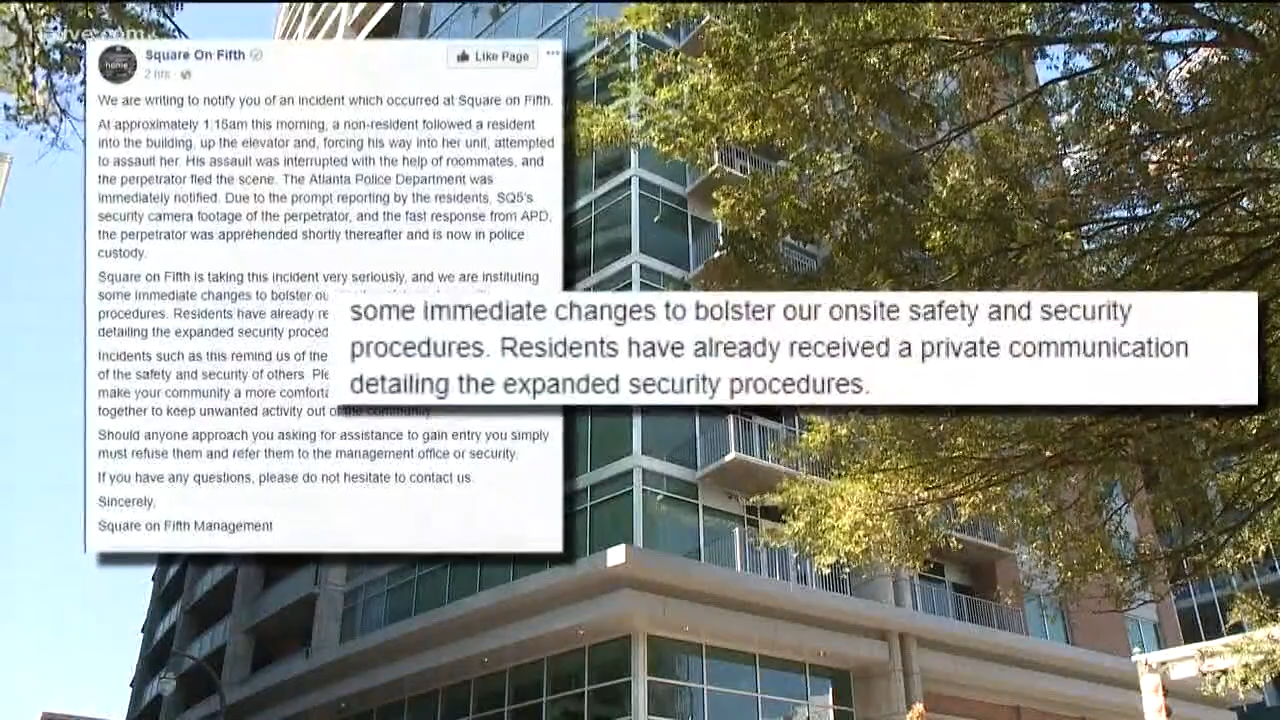 Square On Fifth
Like Page
2 hrs
We are writing to notify you of an incident which occurred at Square on Fifth.
At approximately 1:15am this morning, a non-resident followed a resident
into the building, up the elevator and, forcing his way into her unit, attempted
to assault her. His assault was interrupted with the help of roommates, and
the perpetrator fled the scene. The Atlanta Police Department was
immediately notified. Due to the prompt reporting by the residents, SQ5's
security camera footage of the perpetrator, and the fast response from APD,
the perpetrator was apprehended shortly thereafter and is now in police
custody.
Square on Fifth is taking this incident very seriously, and we are instituting
some immediate changes to bolster ou
procedures. Residents have already re
detailing the expanded security proced
Incidents such as this remind us of the
of the safety and security of others. Ple
make your community a more comforta
together to keep unwanted activity out of the community.
Should anyone approach you asking for assistance to gain entry you simply
must refuse them and refer them to the management office or security.
If you have any questions, please do not hesitate to contact us.
Sincerely,
Square on Fifth Management
some immediate changes to bolster our onsite safety and security
procedures. Residents have already received a private communication
detailing the expanded security procedures.